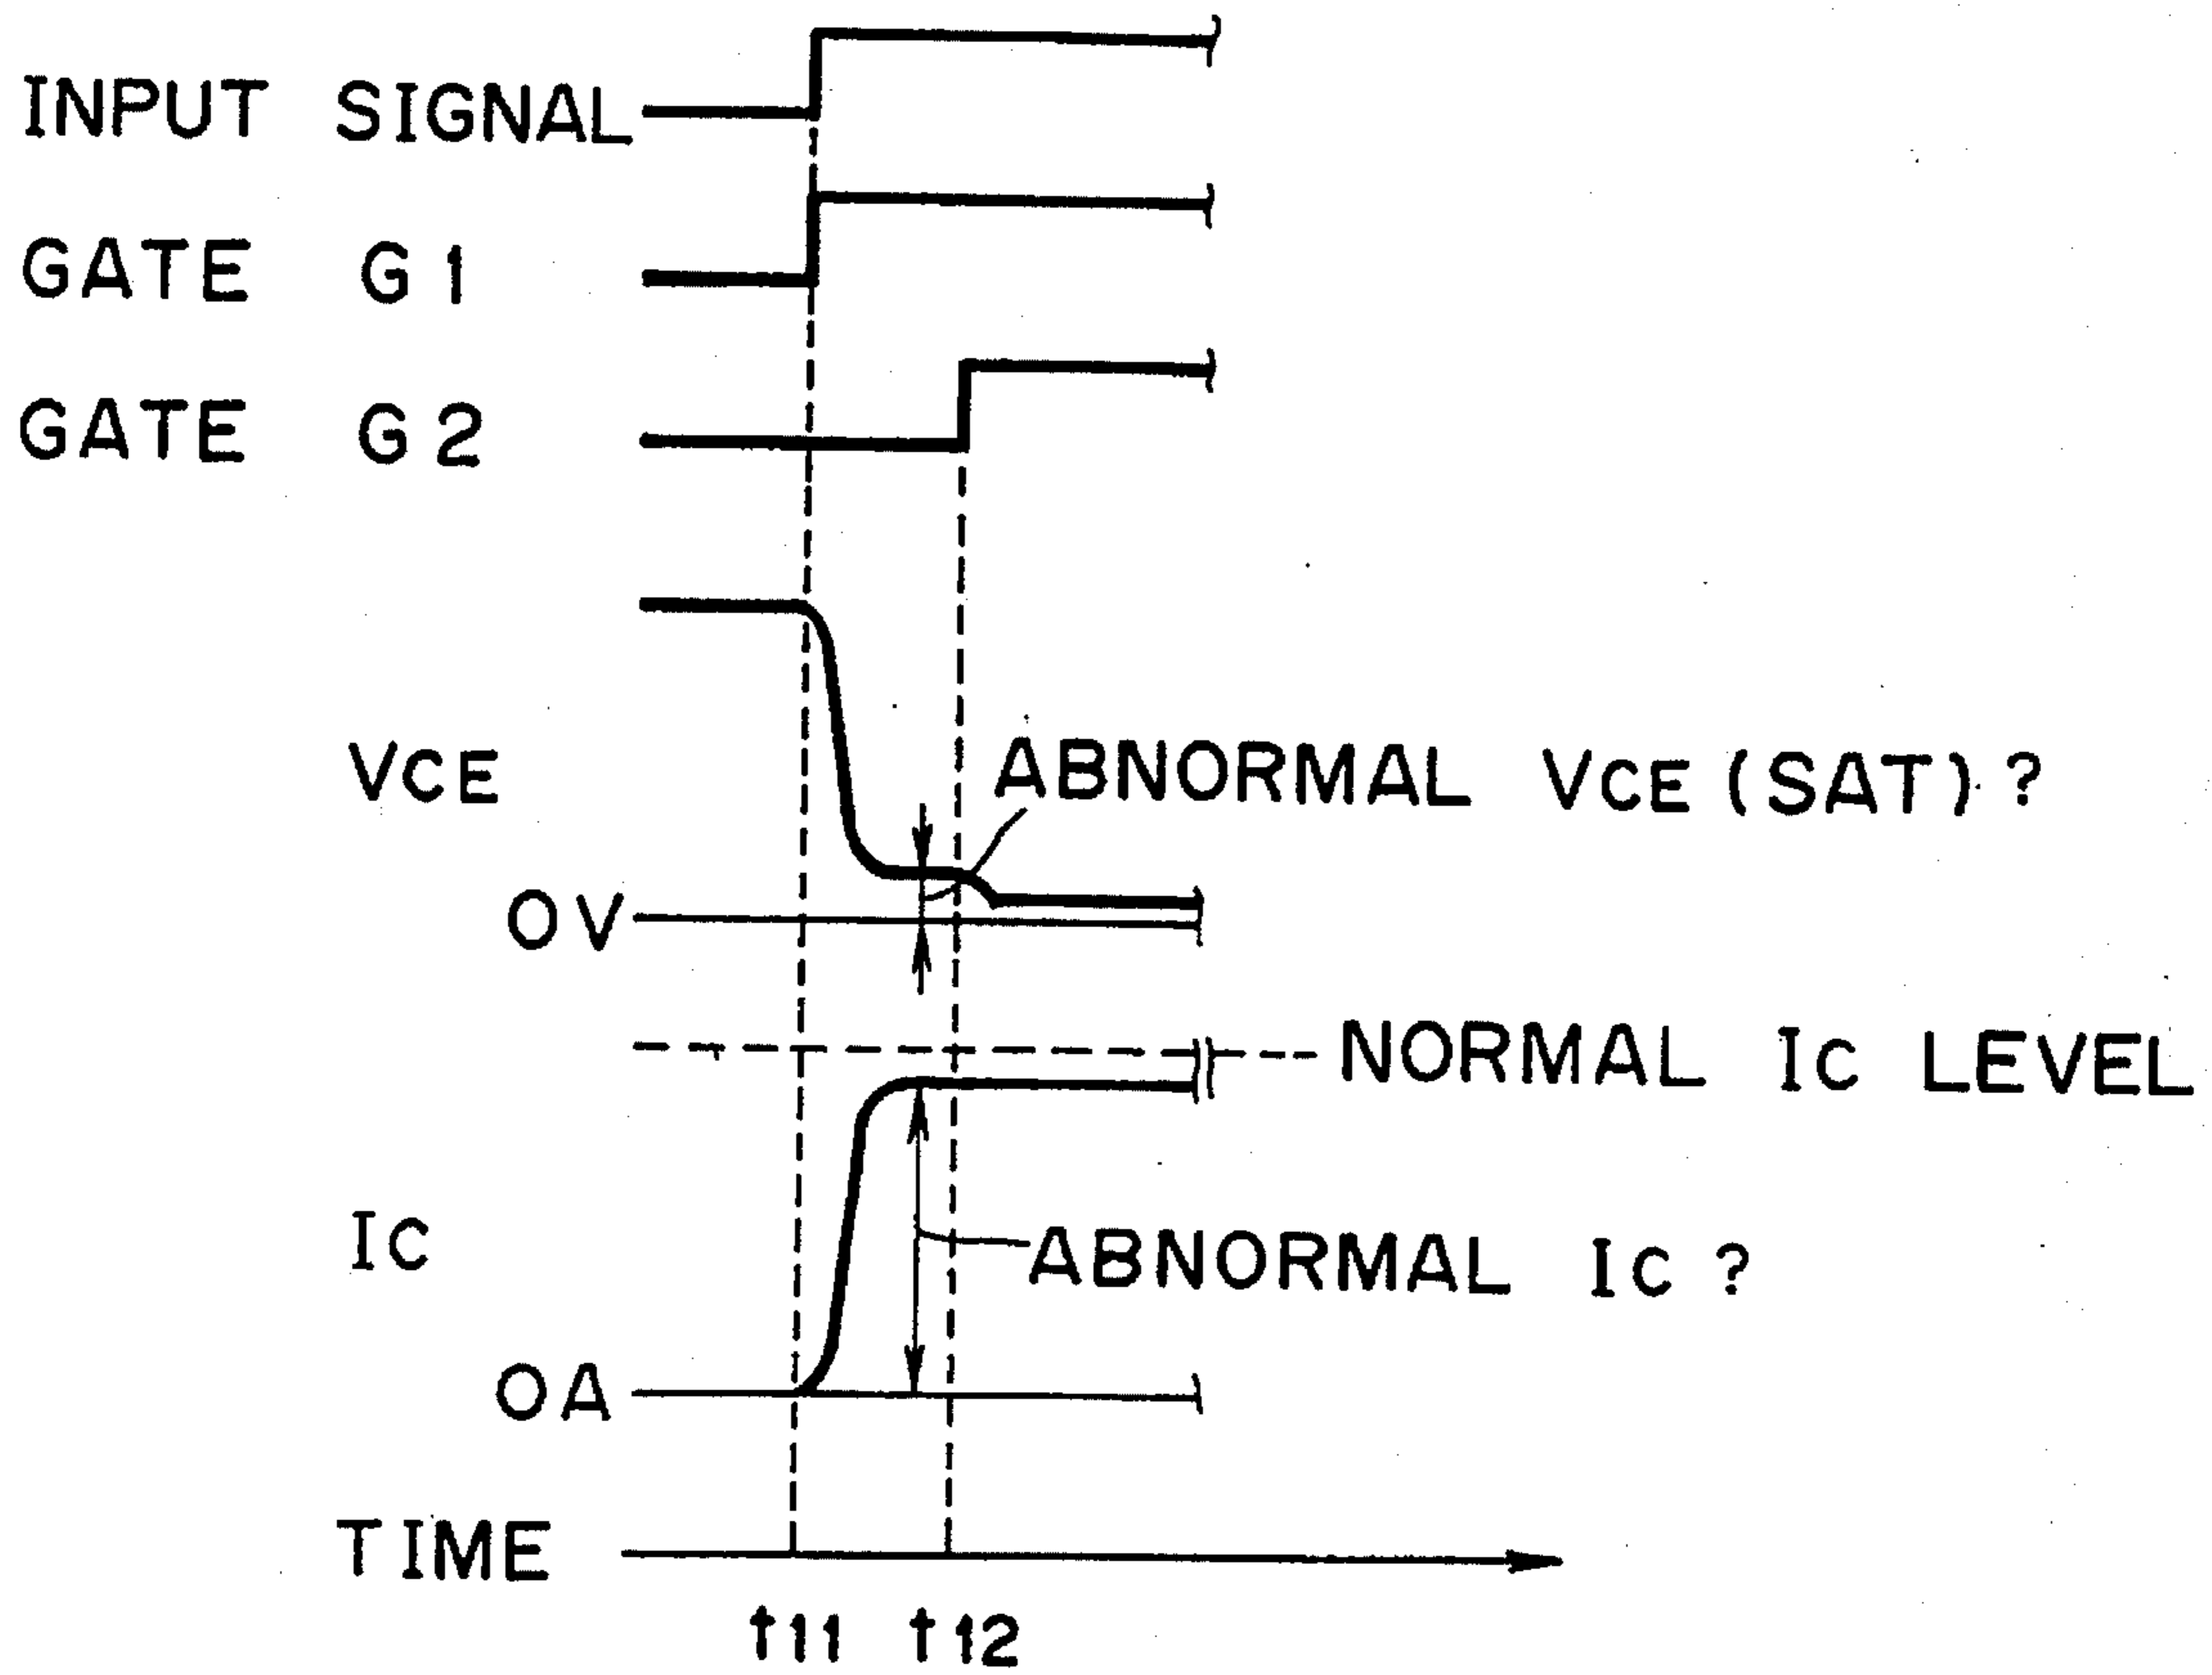 INPUT SIGNAL
GATE G1
GATE G2
VCE
ABNORMAL VCE (SAT)?
0V
NORMAL IC LEVEL
IC
ABNORMAL IC?
0A
TIME
t11 t12